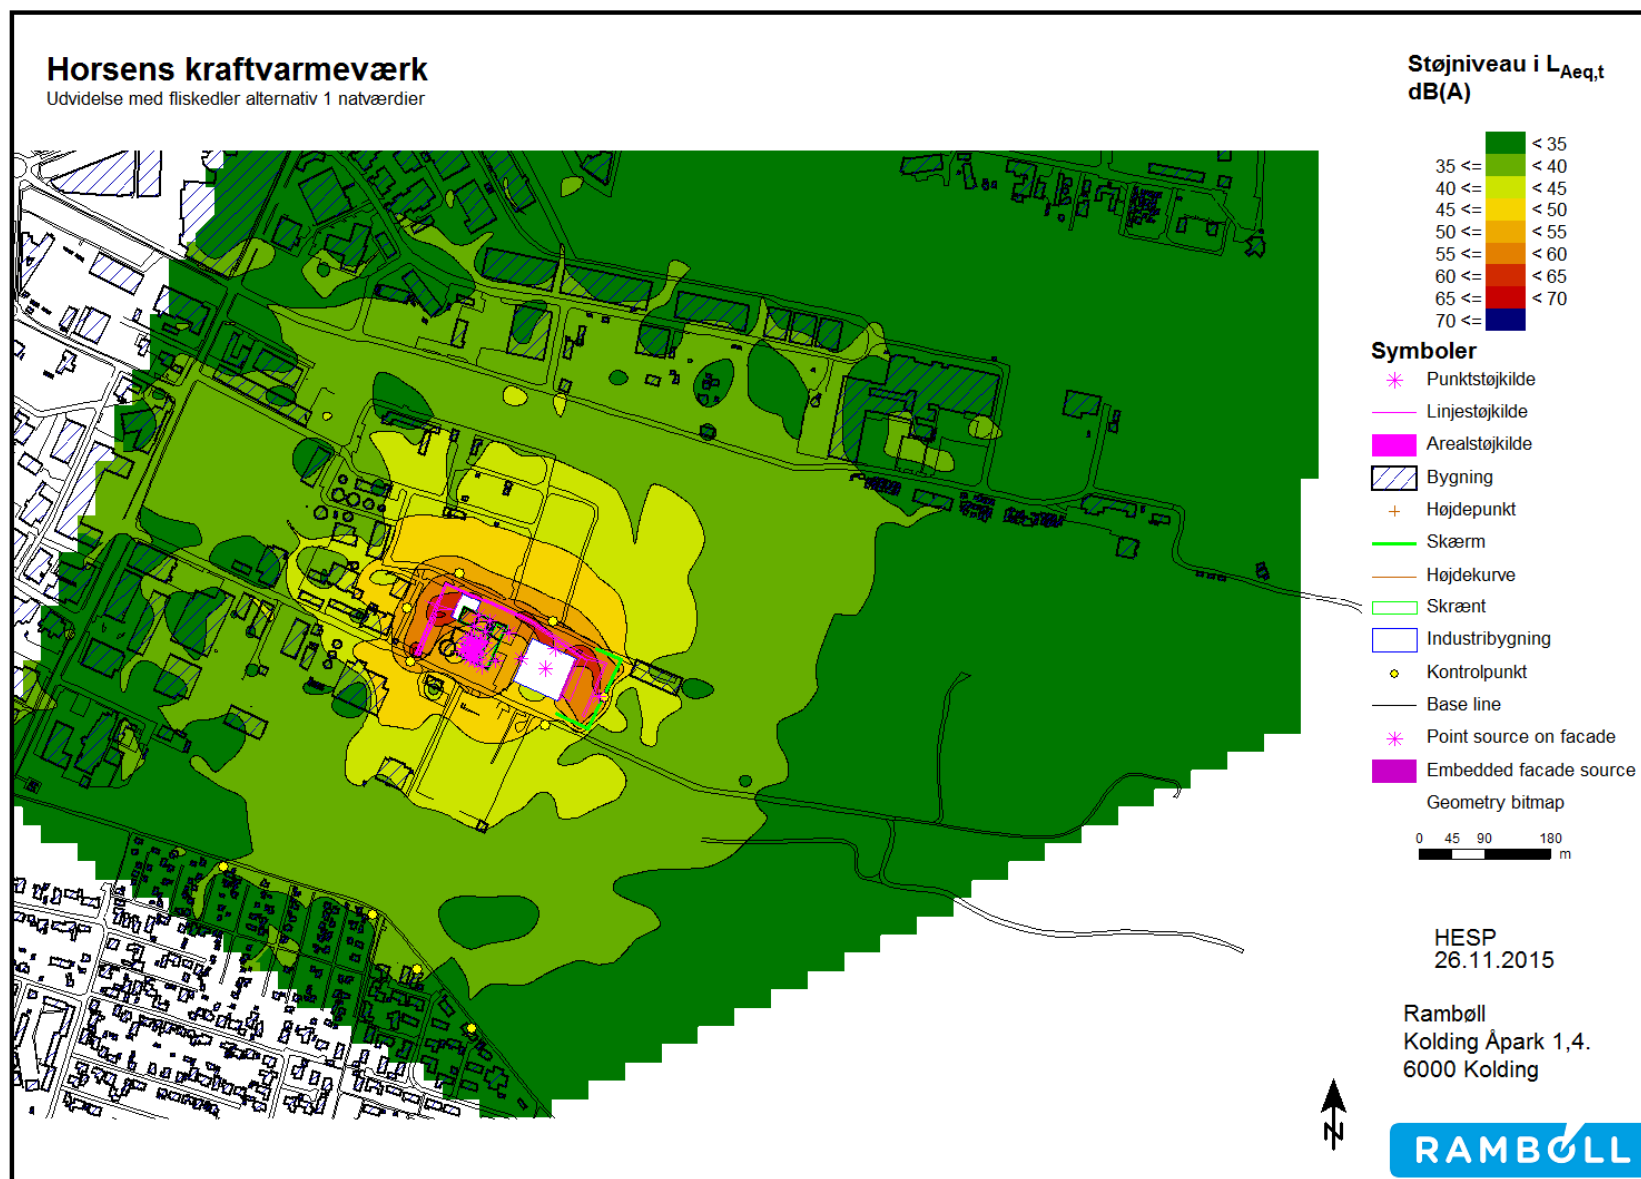 Horsens kraftvarmeværk
Udvidelse med fliskedler alternativ 1 natværdier
Støjniveau i LAeq,t
dB(A)
< 35
35 <= < 40
40 <= < 45
45 <= < 50
50 <= < 55
55 <= < 60
60 <= < 65
65 <= < 70
70 <=
Symboler
Punktstøjkilde
Linjestøjkilde
Arealstøjkilde
Bygning
Højdepunkt
Skærm
Højdekurve
Skrænt
Industribygning
Kontrolpunkt
Base line
Point source on facade
Embedded facade source
Geometry bitmap
0 45 90 180
m
HESP
26.11.2015
Rambøll
Kolding Åpark 1,4.
6000 Kolding
N
RAMBOLL